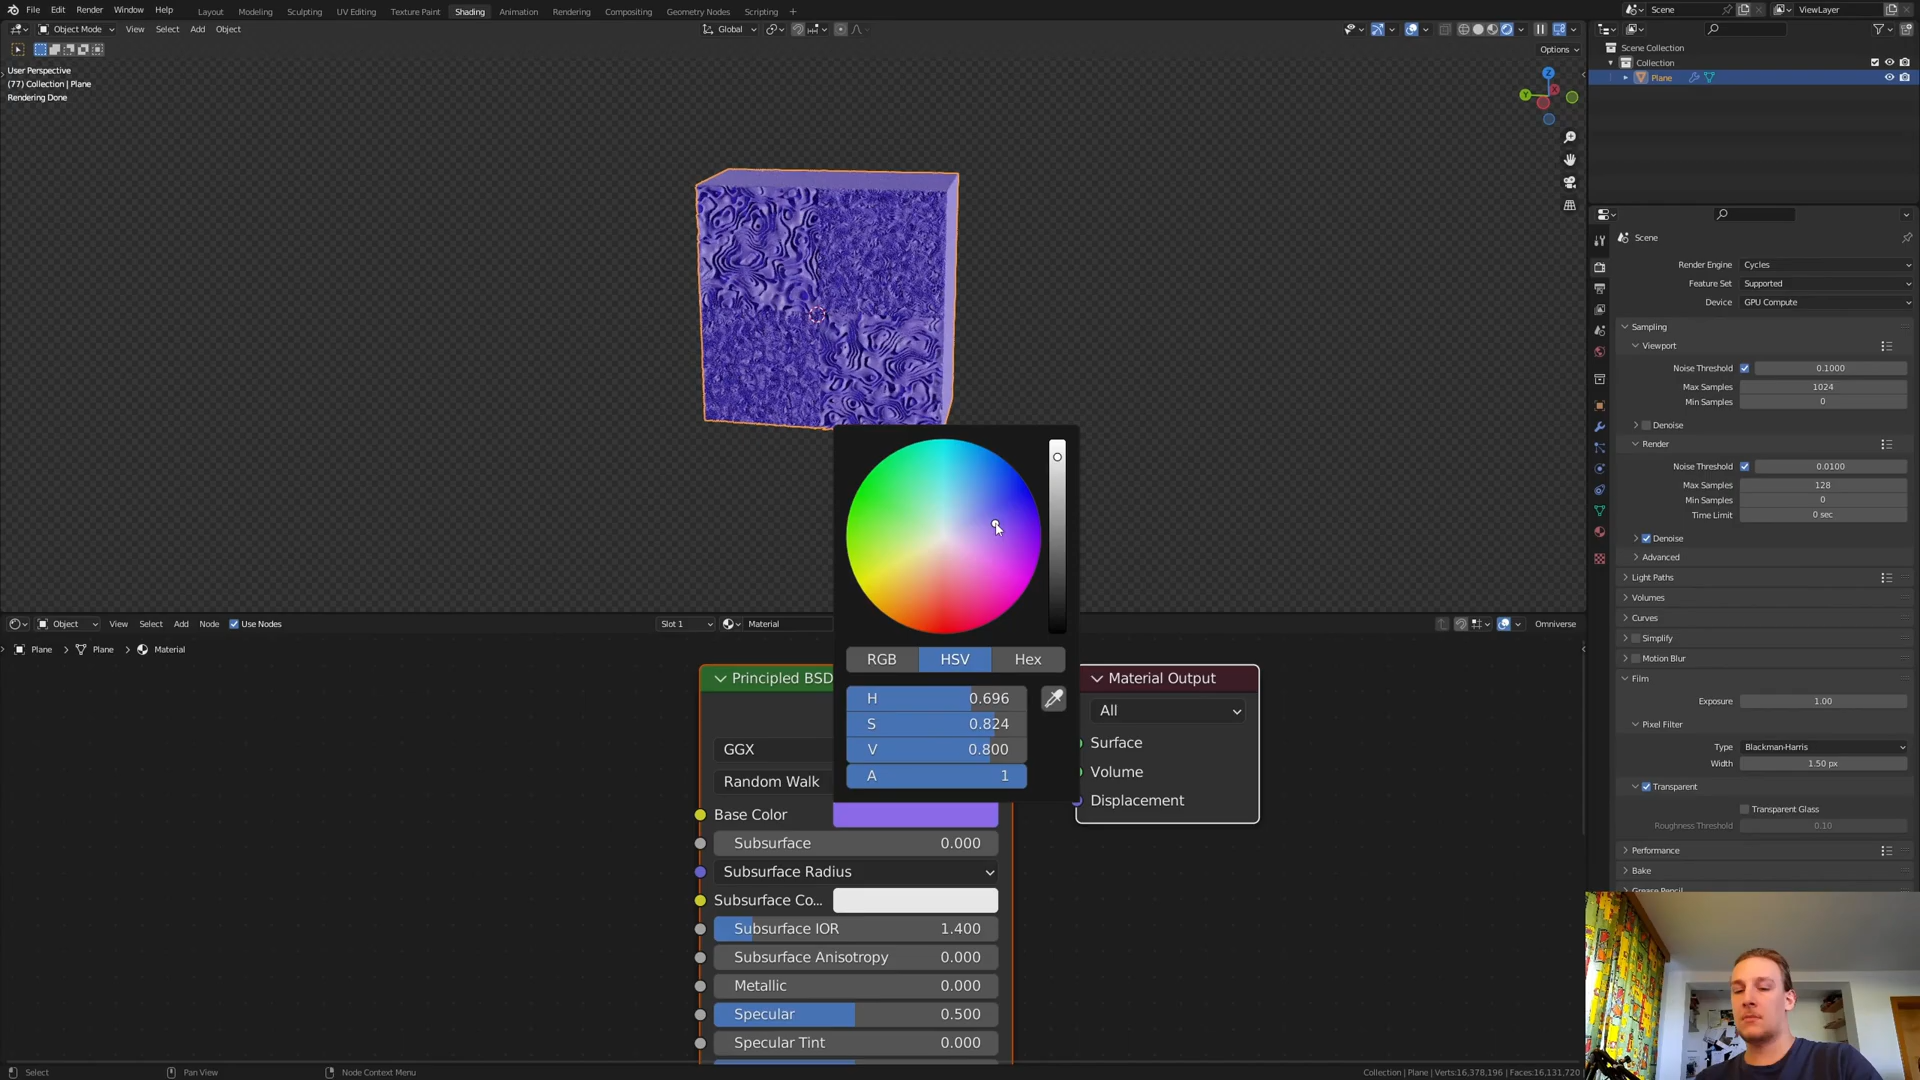 File Edit Render Window Help Layout Modeling Sculpting UV Editing Texture Paint Shading Animation Rendering Compositing Geometry Nodes Scripting + Scene ViewLayer
Object Mode View Select Add Object Global
Options
User Perspective
(77) Collection | Plane
Rendering Done
Z
Y
X
Scene Collection
Collection
Plane
Scene
Render Engine Cycles
Feature Set Supported
Device GPU Compute
Sampling
Viewport
Noise Threshold 0.1000
Max Samples 1024
Min Samples 0
Denoise
Render
Noise Threshold 0.0100
Max Samples 128
Min Samples 0
Time Limit 0 sec
Denoise
Advanced
Light Paths
Volumes
Curves
Simplify
Motion Blur
Film
Exposure 1.00
Pixel Filter
Type Blackman-Harris
Width 1.50 px
Transparent
Transparent Glass
Roughness Threshold 0.10
Performance
Bake
Grease Pencil
RGB HSV Hex
H 0.696
S 0.824
V 0.800
A 1
Object View Select Add Node Use Nodes Slot 1 Material Omniverse
Plane > Plane > Material
Principled BSD
GGX
Random Walk
Base Color
Subsurface 0.000
Subsurface Radius
Subsurface Co...
Subsurface IOR 1.400
Subsurface Anisotropy 0.000
Metallic 0.000
Specular 0.500
Specular Tint 0.000
Material Output
All
Surface
Volume
Displacement
Select Pan View Node Context Menu Collection | Plane | Verts:16,378,196 | Faces:16,131,720